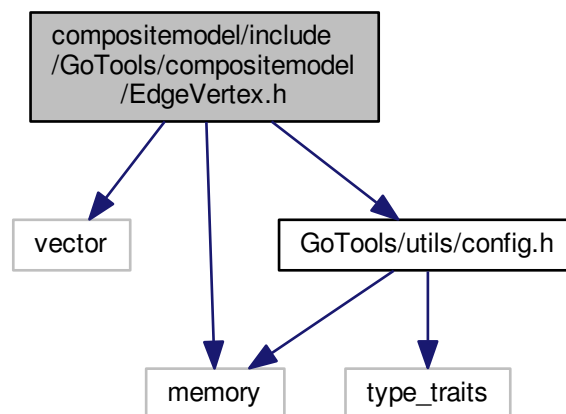 compositemodel/include
/GoTools/compositemodel
/EdgeVertex.h
vector
GoTools/utils/config.h
memory
type_traits